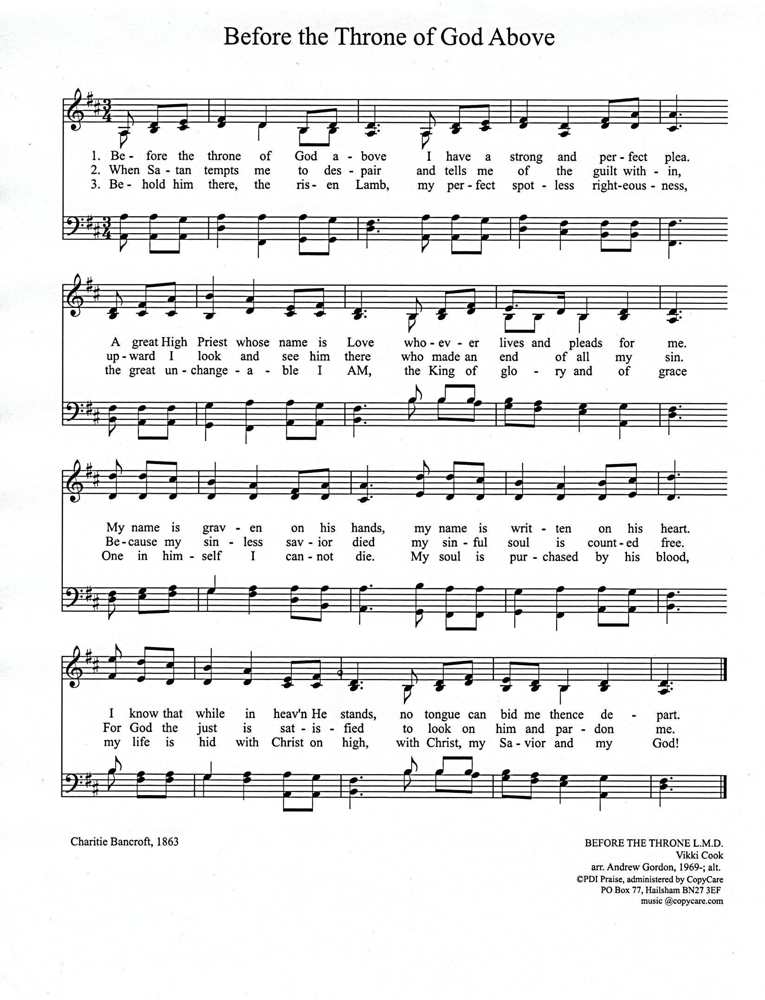 Before the Throne of God Above
1. Be - fore the throne of God a - bove I have a strong and per - fect plea.
2. When Sa - tan tempts me to des - pair and tells me of the guilt with - in,
3. Be - hold him there, the ris - en Lamb, my per - fect spot - less right-eous - ness,
A great High Priest whose name is Love who - ev - er lives and pleads for me.
up - ward I look and see him there who made an end of all my sin.
the great un - change - a - ble I AM, the King of glo - ry and of grace
My name is grav - en on his hands, my name is writ - ten on his heart.
Be - cause my sin - less sav - ior died my sin - ful soul is count - ed free.
One in him - self I can - not die. My soul is pur - chased by his blood,
I know that while in heav'n He stands, no tongue can bid me thence de - part.
For God the just is sat - is - fied to look on him and par - don me.
my life is hid with Christ on high, with Christ, my Sa - vior and my God!
Charitie Bancroft, 1863
BEFORE THE THRONE L.M.D.
Vikki Cook
arr. Andrew Gordon, 1969-; alt.
©PDI Praise, administered by CopyCare
PO Box 77, Hailsham BN27 3EF
music @copycare.com